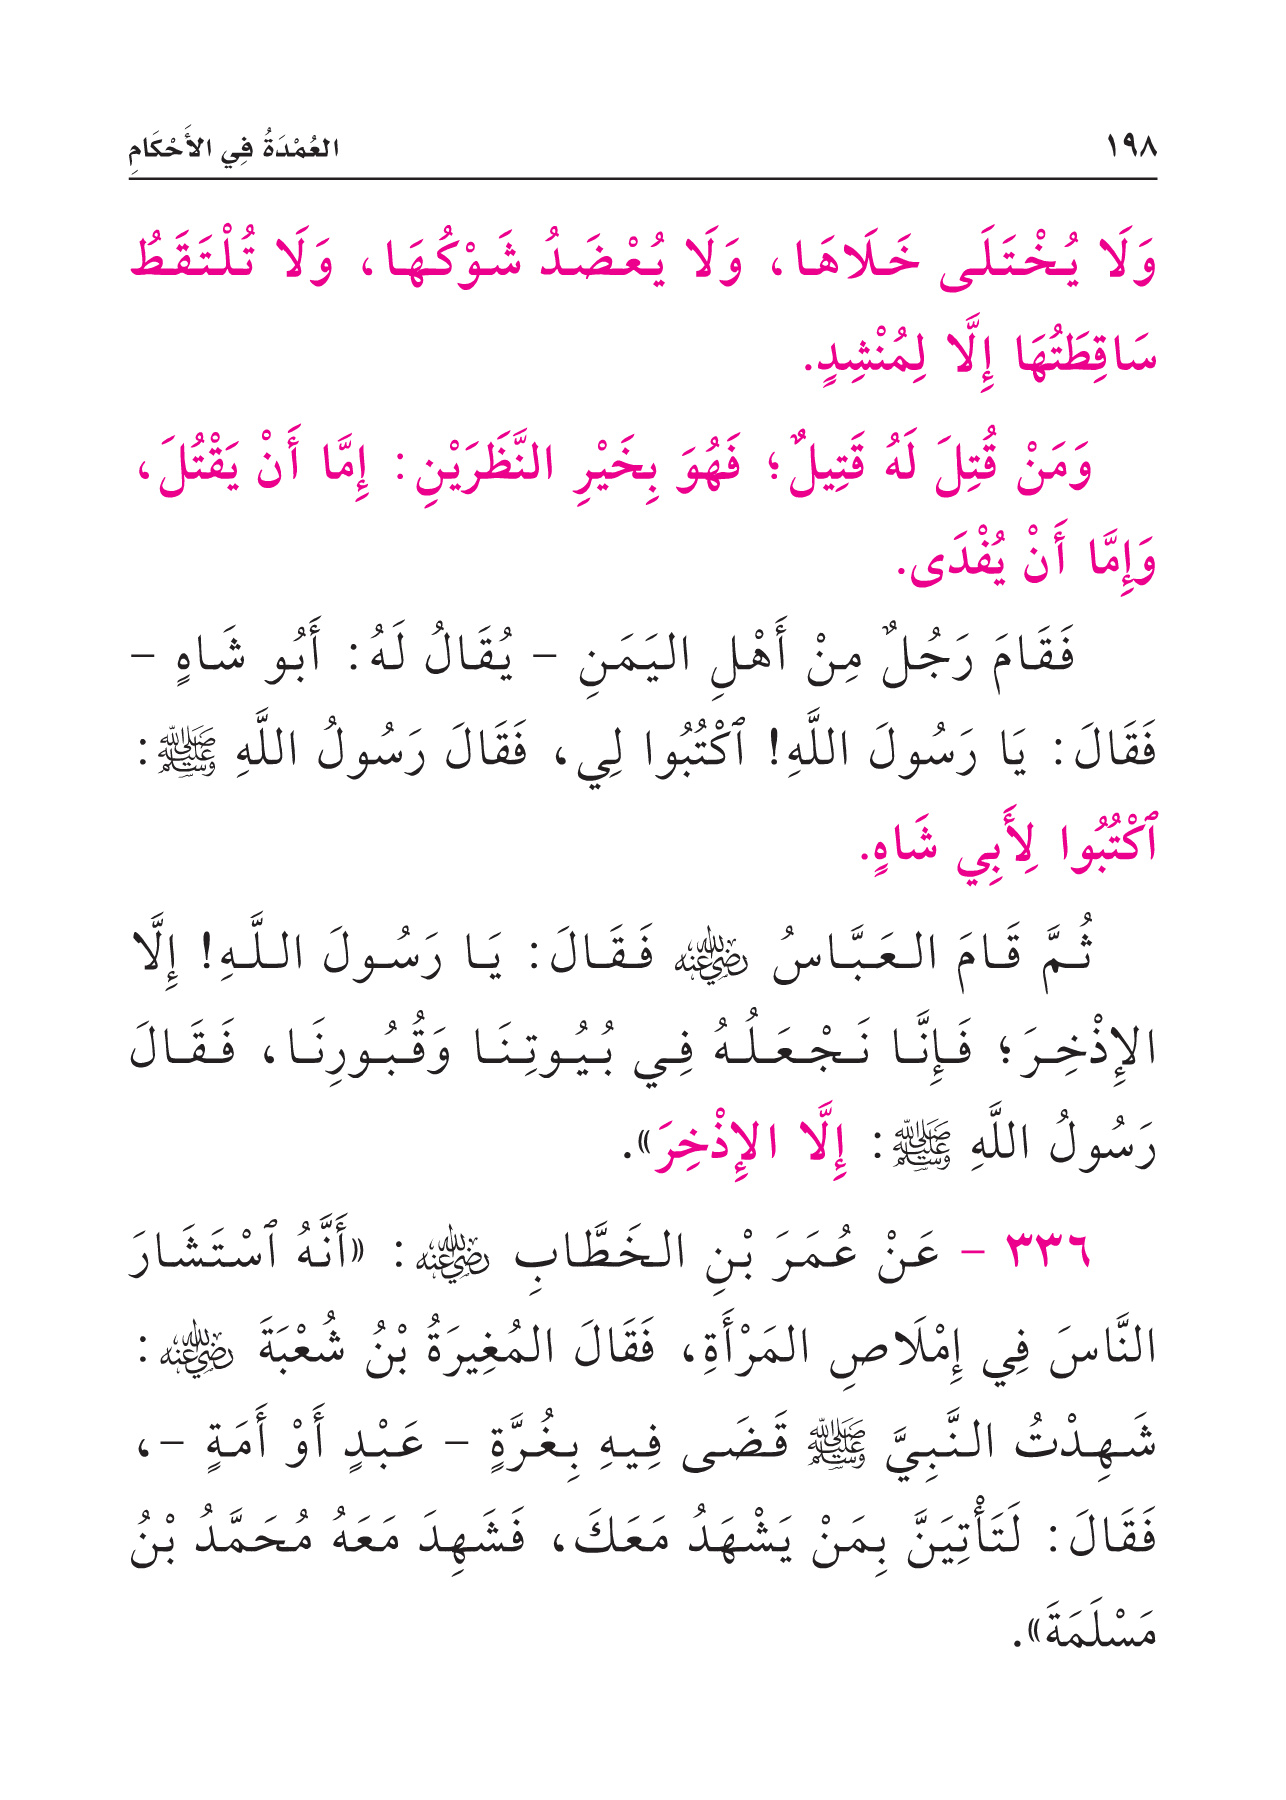 ١٩٨
العُمْدَةُ فِي الأَحْكَامِ
وَلَا يُخْتَلَى خَلَاهَا، وَلَا يُعْضَدُ شَوْكُهَا، وَلَا تُلْتَقَطُ
سَاقِطَتُهَا إِلَّا لِمُنْشِدٍ.
وَمَنْ قُتِلَ لَهُ قَتِيلٌ؛ فَهُوَ بِخَيْرِ النَّظَرَيْنِ: إِمَّا أَنْ يَقْتُلَ،
وَإِمَّا أَنْ يُفْدَى.
فَقَامَ رَجُلٌ مِنْ أَهْلِ اليَمَنِ – يُقَالُ لَهُ: أَبُو شَاهٍ –
فَقَالَ: يَا رَسُولَ اللَّهِ! ٱكْتُبُوا لِي، فَقَالَ رَسُولُ اللَّهِ ﷺ:
ٱكْتُبُوا لِأَبِي شَاهٍ.
ثُمَّ قَامَ العَبَّاسُ رضي الله عنه فَقَالَ: يَا رَسُولَ اللَّهِ! إِلَّا
الإِذْخِرَ؛ فَإِنَّا نَجْعَلُهُ فِي بُيُوتِنَا وَقُبُورِنَا، فَقَالَ
رَسُولُ اللَّهِ ﷺ: إِلَّا الإِذْخِرَ».
٣٣٦ – عَنْ عُمَرَ بْنِ الخَطَّابِ رضي الله عنه: «أَنَّهُ ٱسْتَشَارَ
النَّاسَ فِي إِمْلَاصِ المَرْأَةِ، فَقَالَ المُغِيرَةُ بْنُ شُعْبَةَ رضي الله عنه:
شَهِدْتُ النَّبِيَّ ﷺ قَضَى فِيهِ بِغُرَّةٍ – عَبْدٍ أَوْ أَمَةٍ –،
فَقَالَ: لَتَأْتِيَنَّ بِمَنْ يَشْهَدُ مَعَكَ، فَشَهِدَ مَعَهُ مُحَمَّدُ بْنُ
مَسْلَمَةَ».